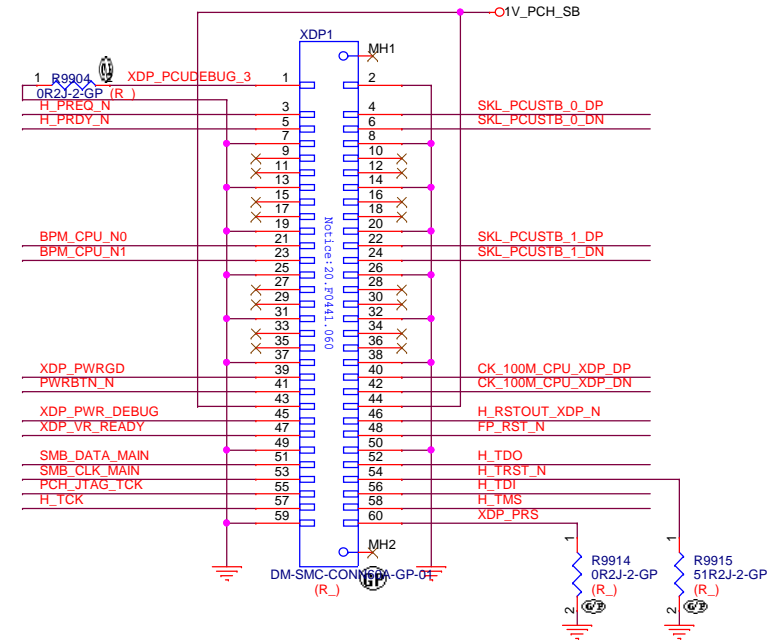 1V_PCH_SB
XDP1
MH1
1 R9904 2 XDP_PCUDEBUG_3 1 2
0R2J-2-GP (R_)
H_PREQ_N 3 4 SKL_PCUSTB_0_DP
H_PRDY_N 5 6 SKL_PCUSTB_0_DN
7 8
9 10
11 12
13 14
15 16
17 18
19 20
BPM_CPU_N0 21 22 SKL_PCUSTB_1_DP
BPM_CPU_N1 23 24 SKL_PCUSTB_1_DN
25 26
27 28
29 30
31 32
33 34
35 36
37 38
XDP_PWRGD 39 40 CK_100M_CPU_XDP_DP
PWRBTN_N 41 42 CK_100M_CPU_XDP_DN
43 44
XDP_PWR_DEBUG 45 46 H_RSTOUT_XDP_N
XDP_VR_READY 47 48 FP_RST_N
49 50
SMB_DATA_MAIN 51 52 H_TDO
SMB_CLK_MAIN 53 54 H_TRST_N
PCH_JTAG_TCK 55 56 H_TDI
H_TCK 57 58 H_TMS
59 60 XDP_PRS
Notice:20.F0441.060
MH2
DM-SMC-CONN60A-GP-01
(R_)
GP
1 R9914
0R2J-2-GP
(R_)
2 G/P
1 R9915
51R2J-2-GP
(R_)
2 G/P